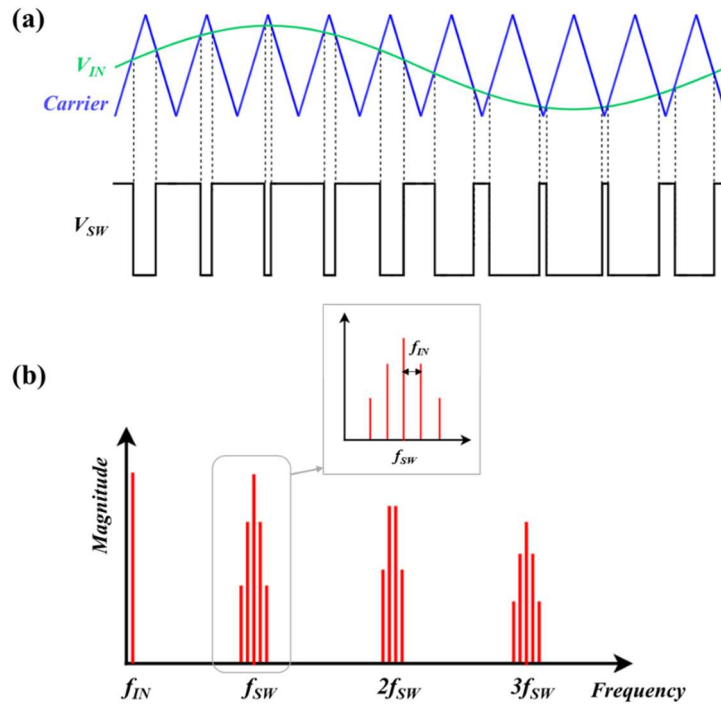 (a)
V_IN
Carrier
V_SW
(b)
f_IN
f_SW
Magnitude
f_IN f_SW 2f_SW 3f_SW Frequency